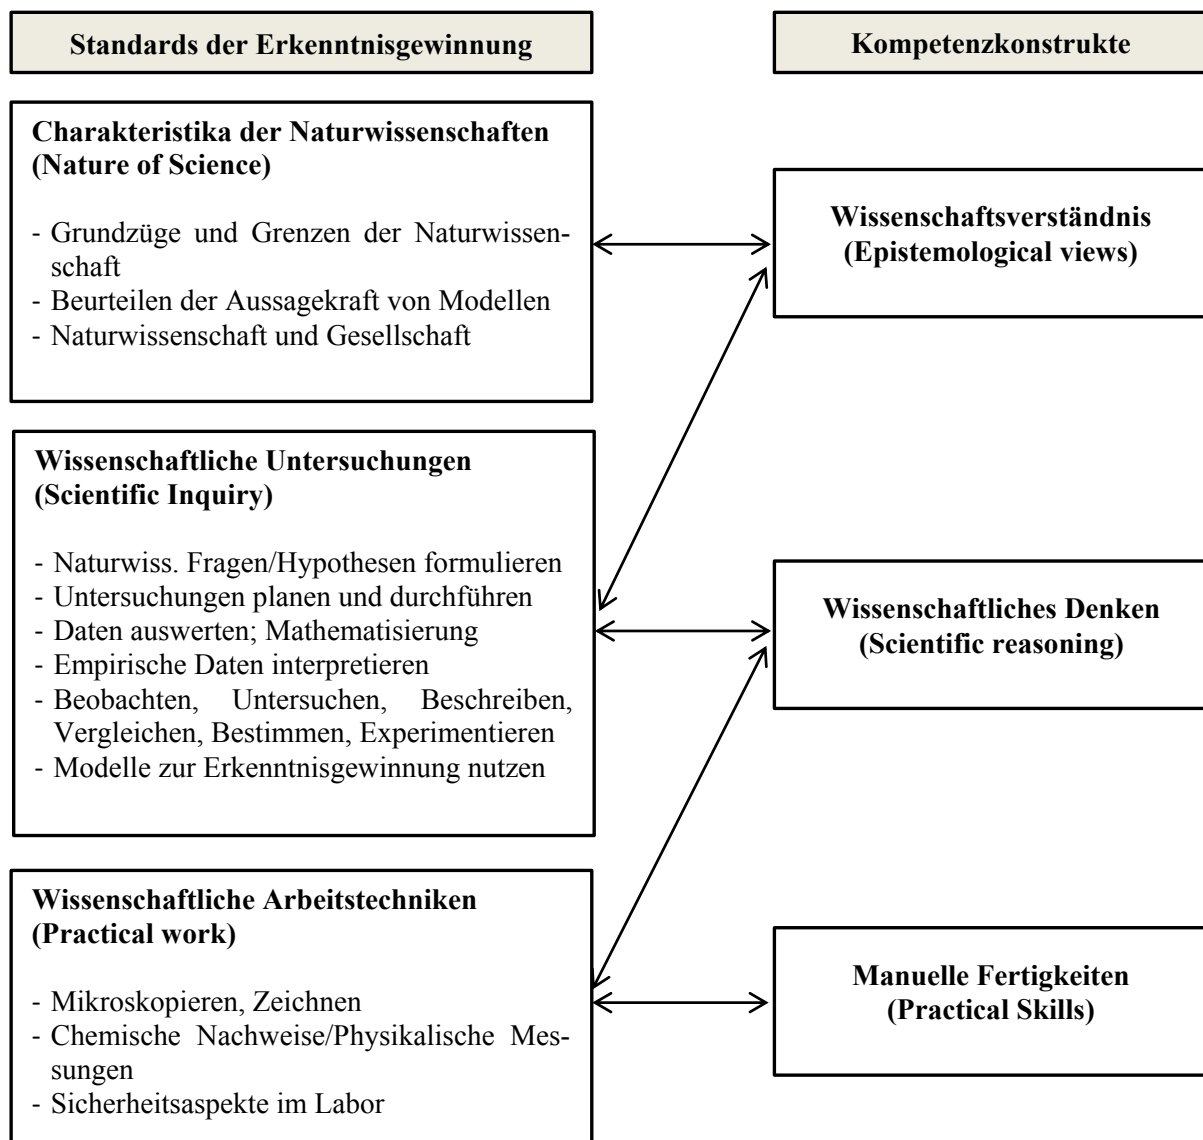 Standards der Erkenntnisgewinnung
Kompetenzkonstrukte
Charakteristika der Naturwissenschaften
(Nature of Science)
- Grundzüge und Grenzen der Naturwissen-
schaft
- Beurteilen der Aussagekraft von Modellen
- Naturwissenschaft und Gesellschaft
Wissenschaftsverständnis
(Epistemological views)
Wissenschaftliche Untersuchungen
(Scientific Inquiry)
- Naturwiss. Fragen/Hypothesen formulieren
- Untersuchungen planen und durchführen
- Daten auswerten; Mathematisierung
- Empirische Daten interpretieren
- Beobachten, Untersuchen, Beschreiben,
Vergleichen, Bestimmen, Experimentieren
- Modelle zur Erkenntnisgewinnung nutzen
Wissenschaftliches Denken
(Scientific reasoning)
Wissenschaftliche Arbeitstechniken
(Practical work)
- Mikroskopieren, Zeichnen
- Chemische Nachweise/Physikalische Mes-
sungen
- Sicherheitsaspekte im Labor
Manuelle Fertigkeiten
(Practical Skills)